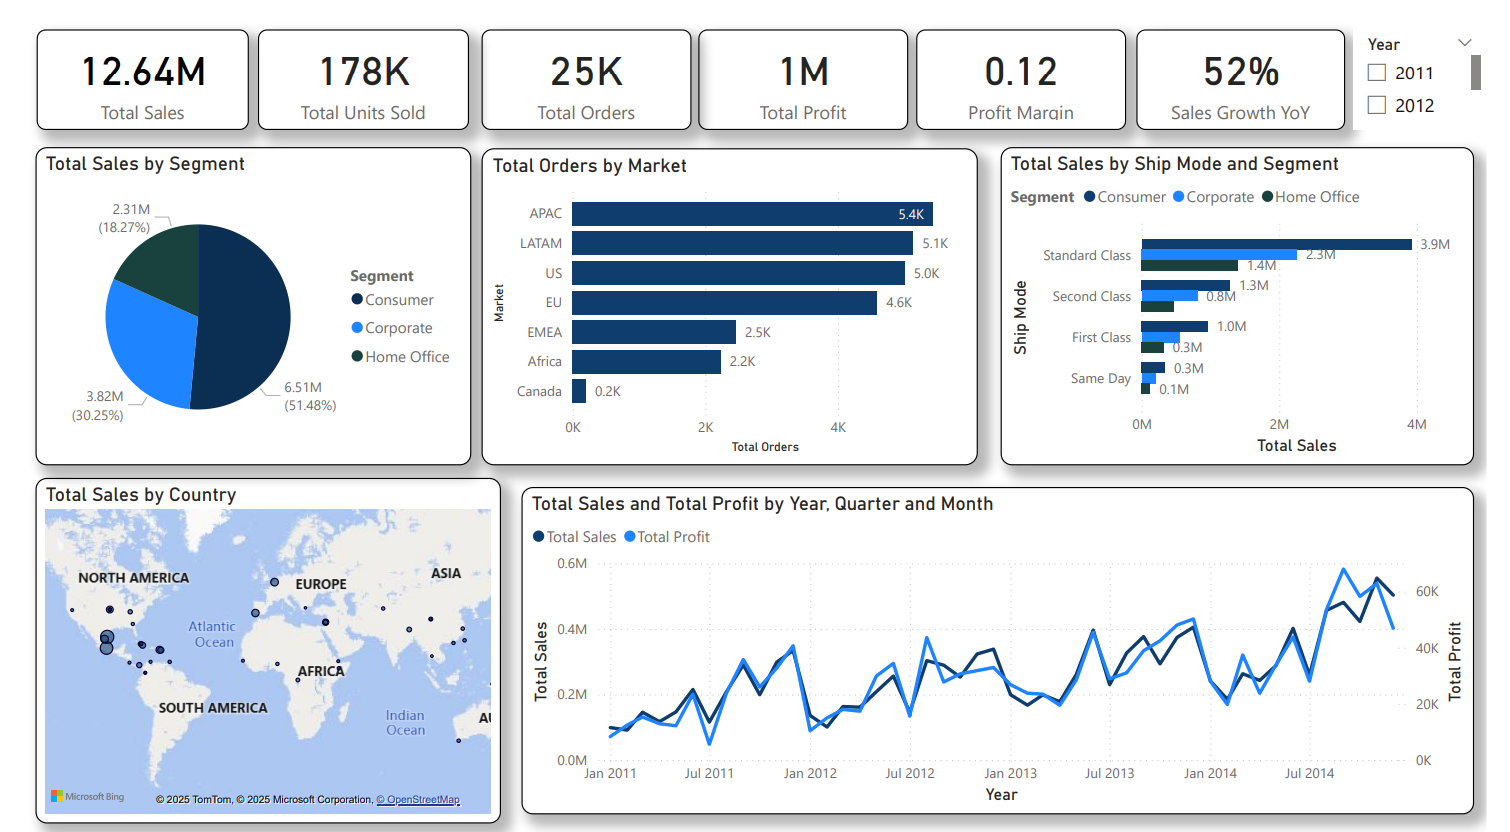 12.64M
Total Sales
178K
Total Units Sold
25K
Total Orders
1M
Total Profit
0.12
Profit Margin
52%
Sales Growth YoY
Year
2011
2012
Total Sales by Segment
2.31M
(18.27%)
3.82M
(30.25%)
6.51M
(51.48%)
Segment
Consumer
Corporate
Home Office
Total Orders by Market
Market
APAC 5.4K
LATAM 5.1K
US 5.0K
EU 4.6K
EMEA 2.5K
Africa 2.2K
Canada 0.2K
0K 2K 4K
Total Orders
Total Sales by Ship Mode and Segment
Segment Consumer Corporate Home Office
Ship Mode
Standard Class 3.9M
2.3M
1.4M
Second Class 1.3M
0.8M
First Class 1.0M
0.3M
Same Day 0.3M
0.1M
0M 2M 4M
Total Sales
Total Sales by Country
NORTH AMERICA
EUROPE
ASIA
Atlantic
Ocean
AFRICA
SOUTH AMERICA
Indian
Ocean
AU
Microsoft Bing
© 2025 TomTom, © 2025 Microsoft Corporation, © OpenStreetMap
Total Sales and Total Profit by Year, Quarter and Month
Total Sales Total Profit
Total Sales
0.6M
0.4M
0.2M
0.0M
60K
40K
20K
0K
Total Profit
Jan 2011 Jul 2011 Jan 2012 Jul 2012 Jan 2013 Jul 2013 Jan 2014 Jul 2014
Year